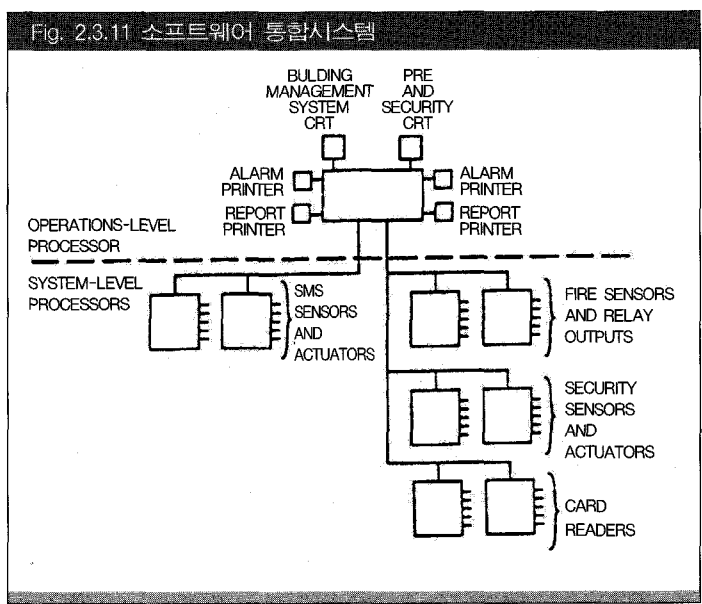 Fig. 2.3.11 소프트웨어 통합시스템
BULDING
MANAGEMENT
SYSTEM
CRT
PRE
AND
SECURITY
CRT
ALARM
PRINTER
ALARM
PRINTER
REPORT
PRINTER
REPORT
PRINTER
OPERATIONS-LEVEL
PROCESSOR
SYSTEM-LEVEL
PROCESSORS
SMS
SENSORS
AND
ACTUATORS
FIRE SENSORS
AND RELAY
OUTPUTS
SECURITY
SENSORS
AND
ACTUATORS
CARD
READERS